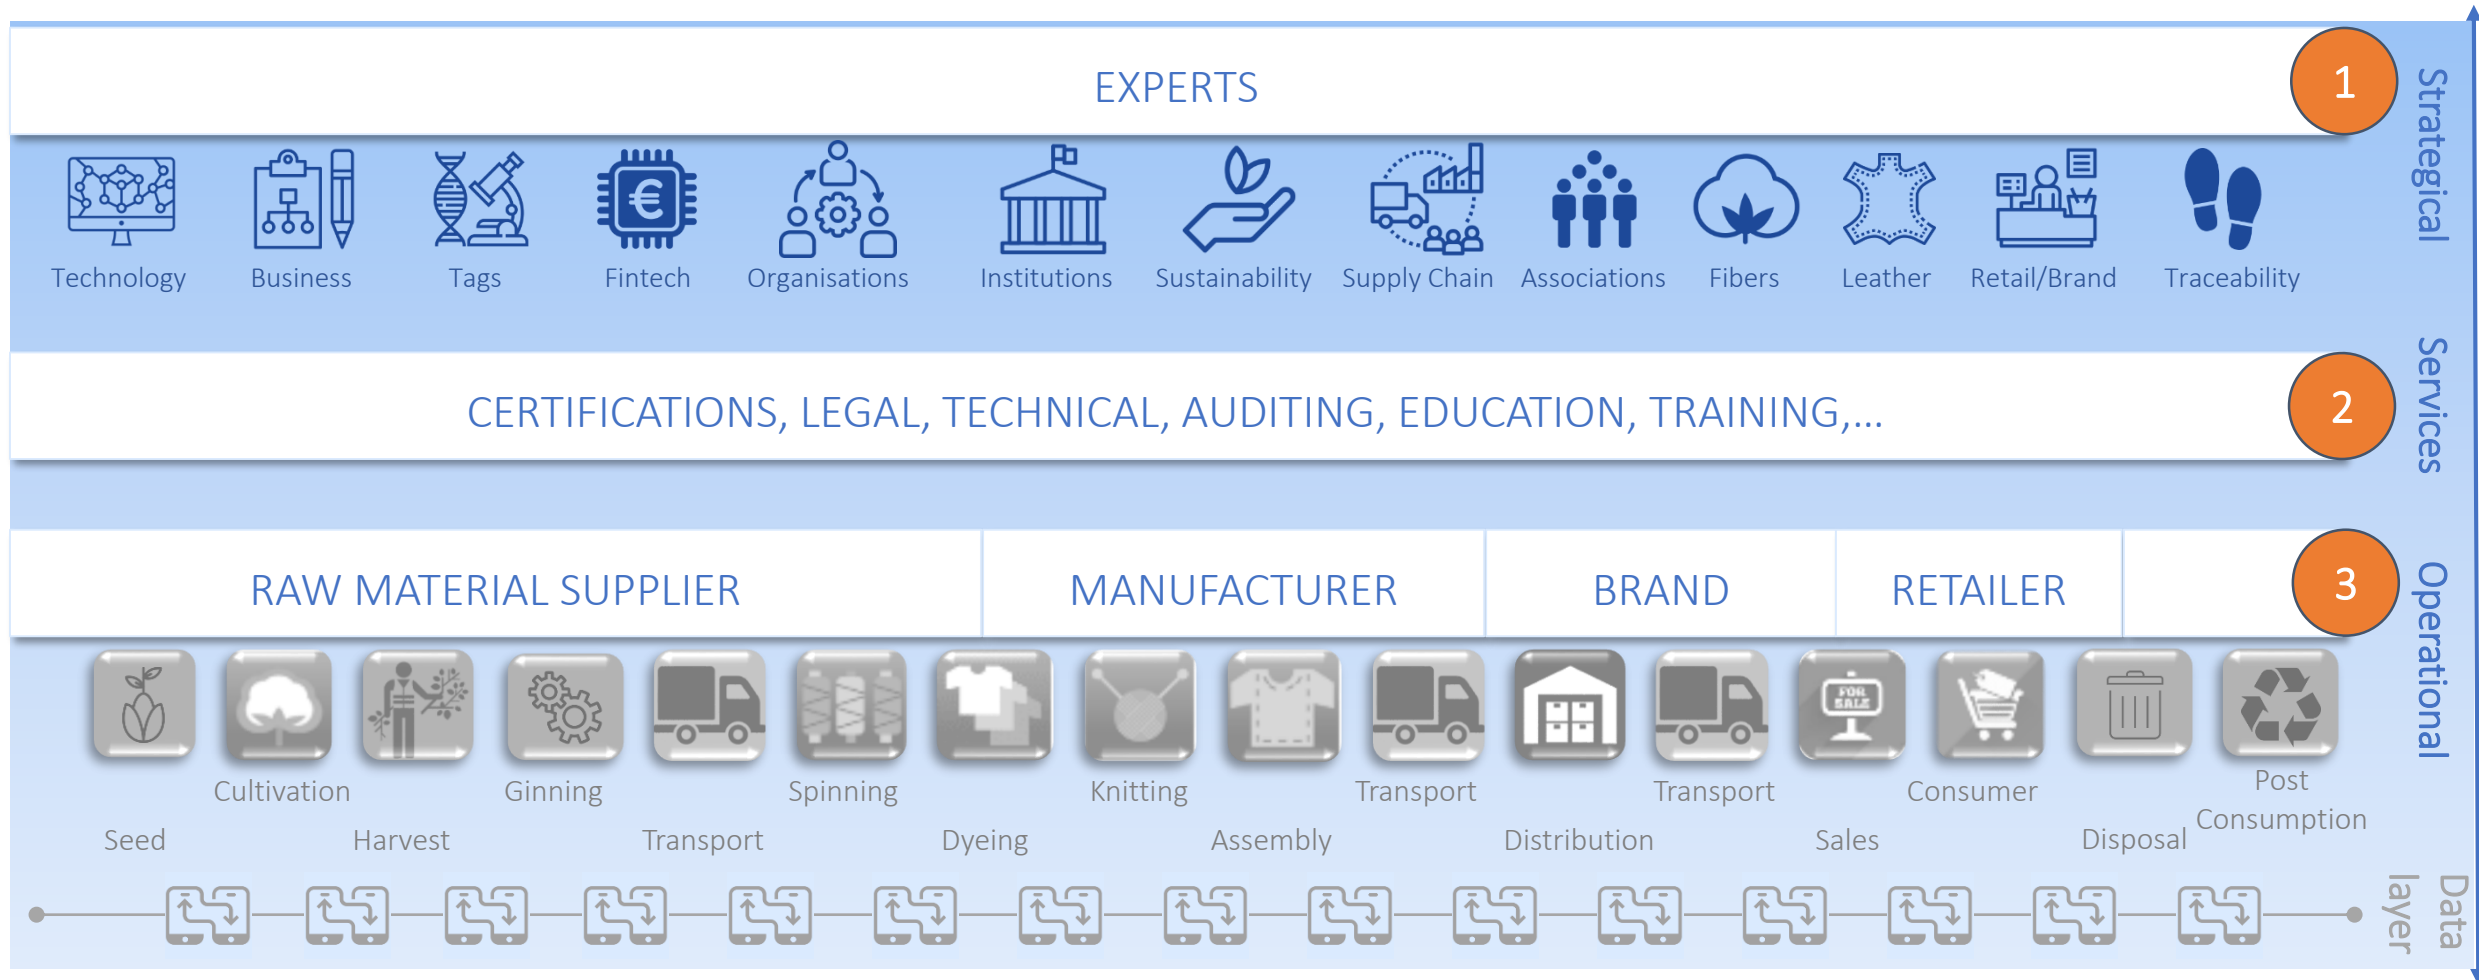 EXPERTS
1
Strategical
Technology
Business
Tags
Fintech
Organisations
Institutions
Sustainability
Supply Chain
Associations
Fibers
Leather
Retail/Brand
Traceability
Services
CERTIFICATIONS, LEGAL, TECHNICAL, AUDITING, EDUCATION, TRAINING,...
2
RAW MATERIAL SUPPLIER
MANUFACTURER
BRAND
RETAILER
3
Operational
FOR
SALE
Seed
Cultivation
Harvest
Ginning
Transport
Spinning
Dyeing
Knitting
Assembly
Transport
Distribution
Transport
Sales
Consumer
Disposal
Post
Consumption
Data
layer